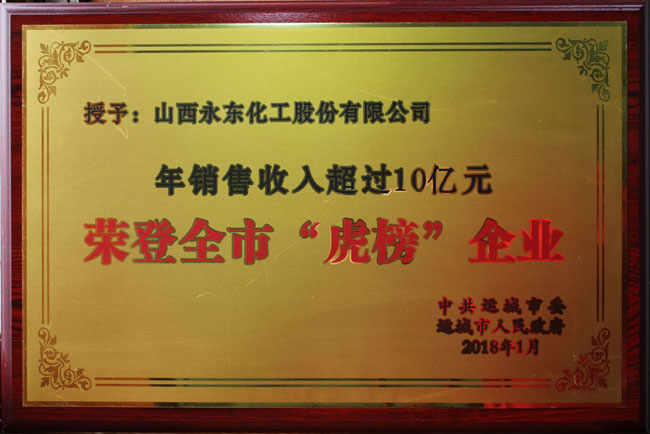 授予：山西永东化工股份有限公司
年销售收入超过10亿元
荣登全市“虎榜”企业
中共运城市委
运城市人民政府
2018年1月